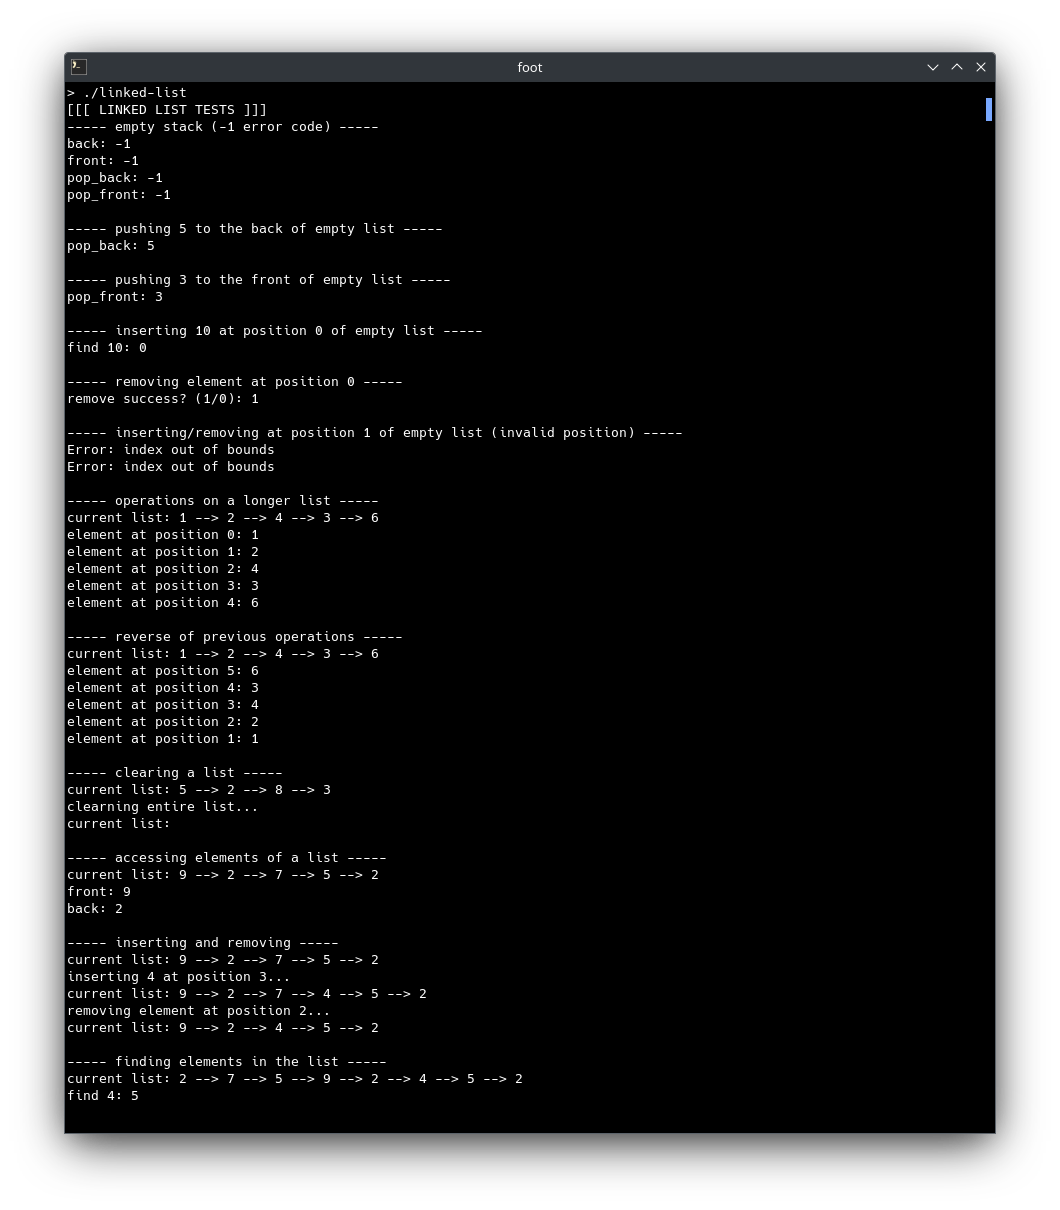 foot
> ./linked-list
[[[ LINKED LIST TESTS ]]]
----- empty stack (-1 error code) -----
back: -1
front: -1
pop_back: -1
pop_front: -1
----- pushing 5 to the back of empty list -----
pop_back: 5
----- pushing 3 to the front of empty list -----
pop_front: 3
----- inserting 10 at position 0 of empty list -----
find 10: 0
----- removing element at position 0 -----
remove success? (1/0): 1
----- inserting/removing at position 1 of empty list (invalid position) -----
Error: index out of bounds
Error: index out of bounds
----- operations on a longer list -----
current list: 1 --> 2 --> 4 --> 3 --> 6
element at position 0: 1
element at position 1: 2
element at position 2: 4
element at position 3: 3
element at position 4: 6
----- reverse of previous operations -----
current list: 1 --> 2 --> 4 --> 3 --> 6
element at position 5: 6
element at position 4: 3
element at position 3: 4
element at position 2: 2
element at position 1: 1
----- clearing a list -----
current list: 5 --> 2 --> 8 --> 3
clearning entire list...
current list:
----- accessing elements of a list -----
current list: 9 --> 2 --> 7 --> 5 --> 2
front: 9
back: 2
----- inserting and removing -----
current list: 9 --> 2 --> 7 --> 5 --> 2
inserting 4 at position 3...
current list: 9 --> 2 --> 7 --> 4 --> 5 --> 2
removing element at position 2...
current list: 9 --> 2 --> 4 --> 5 --> 2
----- finding elements in the list -----
current list: 2 --> 7 --> 5 --> 9 --> 2 --> 4 --> 5 --> 2
find 4: 5